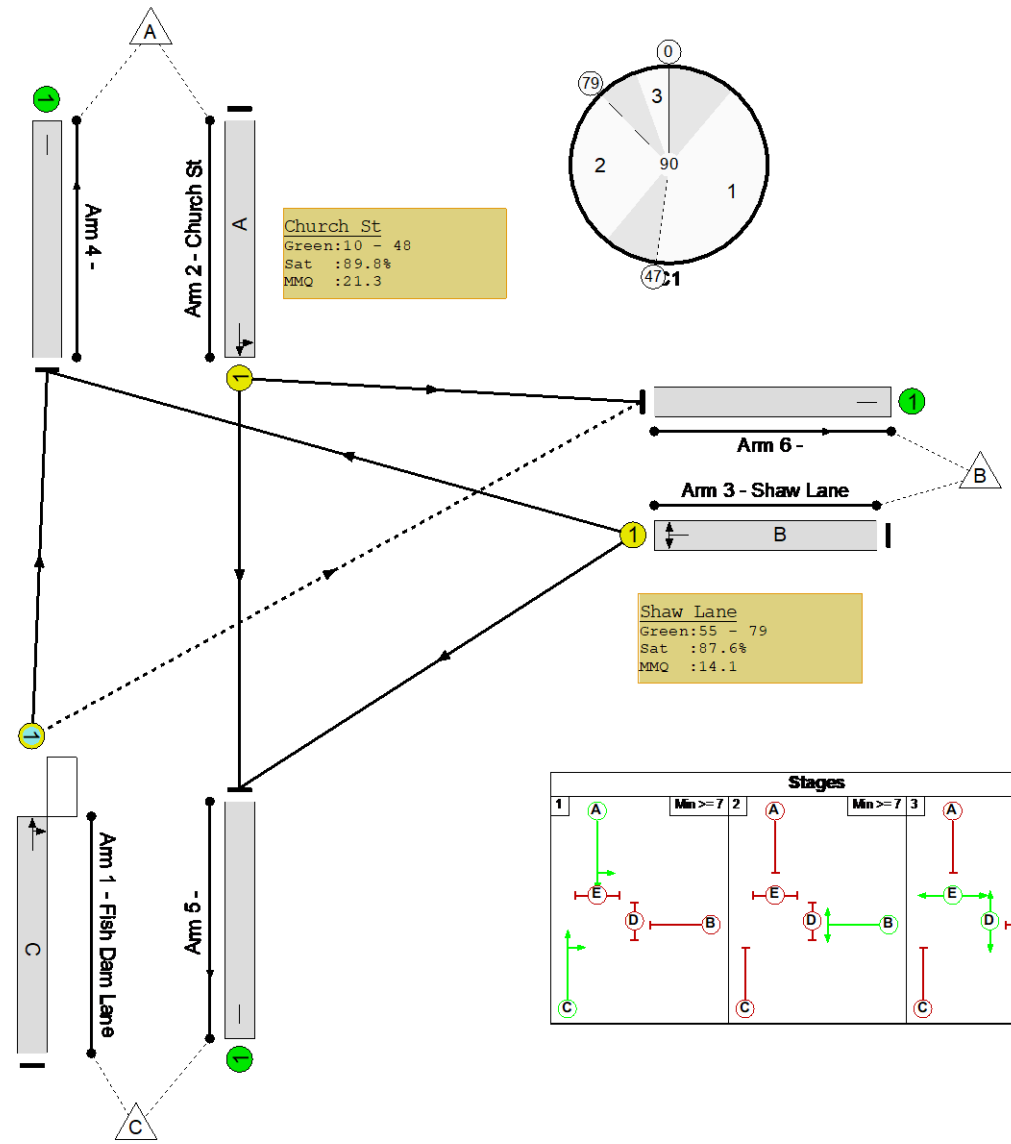 A
0
1
79
3
90
2
1
47
C1
Arm 4 -
Arm 2 - Church St
A
Church St
Green:10 - 48
Sat :89.8%
MMQ :21.3
1
1
Arm 6 -
B
Arm 3 - Shaw Lane
1
B
Shaw Lane
Green:55 - 79
Sat :87.6%
MMQ :14.1
1
Stages
1 Min >= 7 2 Min >= 7 3
A A A
E E E
D D B D B
C C C
Arm 1 - Fish Dam Lane
C
Arm 5 -
1
C